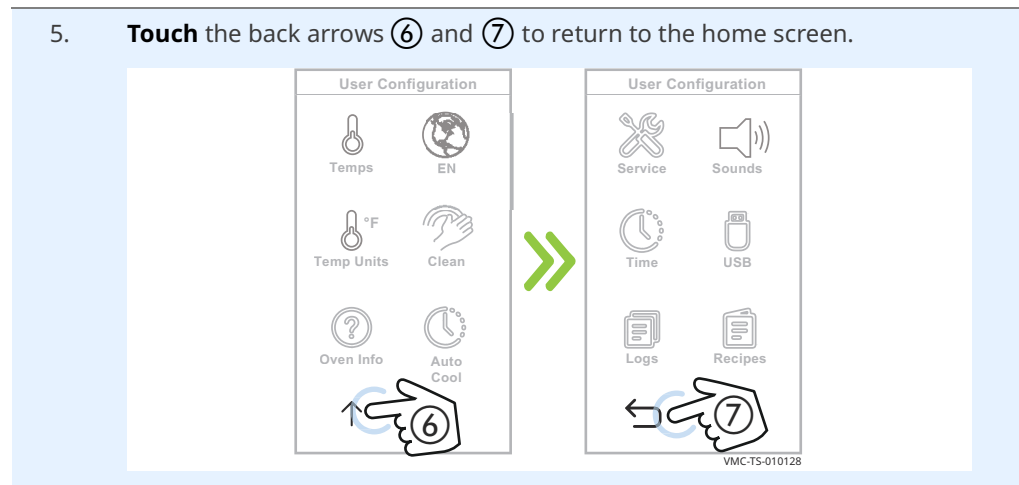 5. Touch the back arrows ⑥ and ⑦ to return to the home screen.
User Configuration
Temps
EN
°F
Temp Units
Clean
?
Oven Info
Auto
Cool
⑥
User Configuration
Service
Sounds
Time
USB
Logs
Recipes
⑦
VMC-TS-010128